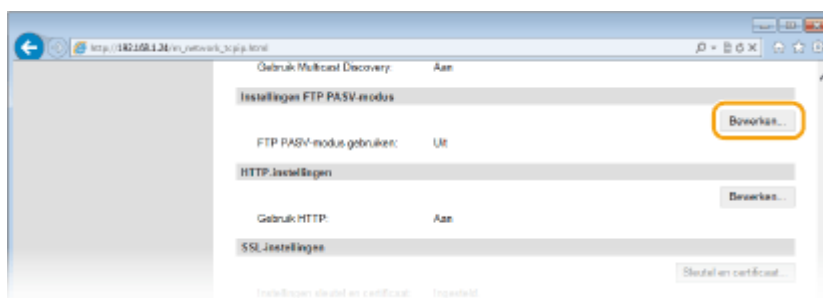 http://192.168.1.24/m_network_tcpip.html
Gebruik Multicast Discovery: Aan
Instellingen FTP PASV-modus
Bewerken...
FTP PASV-modus gebruiken: Uit
HTTP-instellingen
Bewerken...
Gebruik HTTP: Aan
SSL-instellingen
Sleutel en certificaat...
Instellingen sleutel en certificaat: Ingesteld